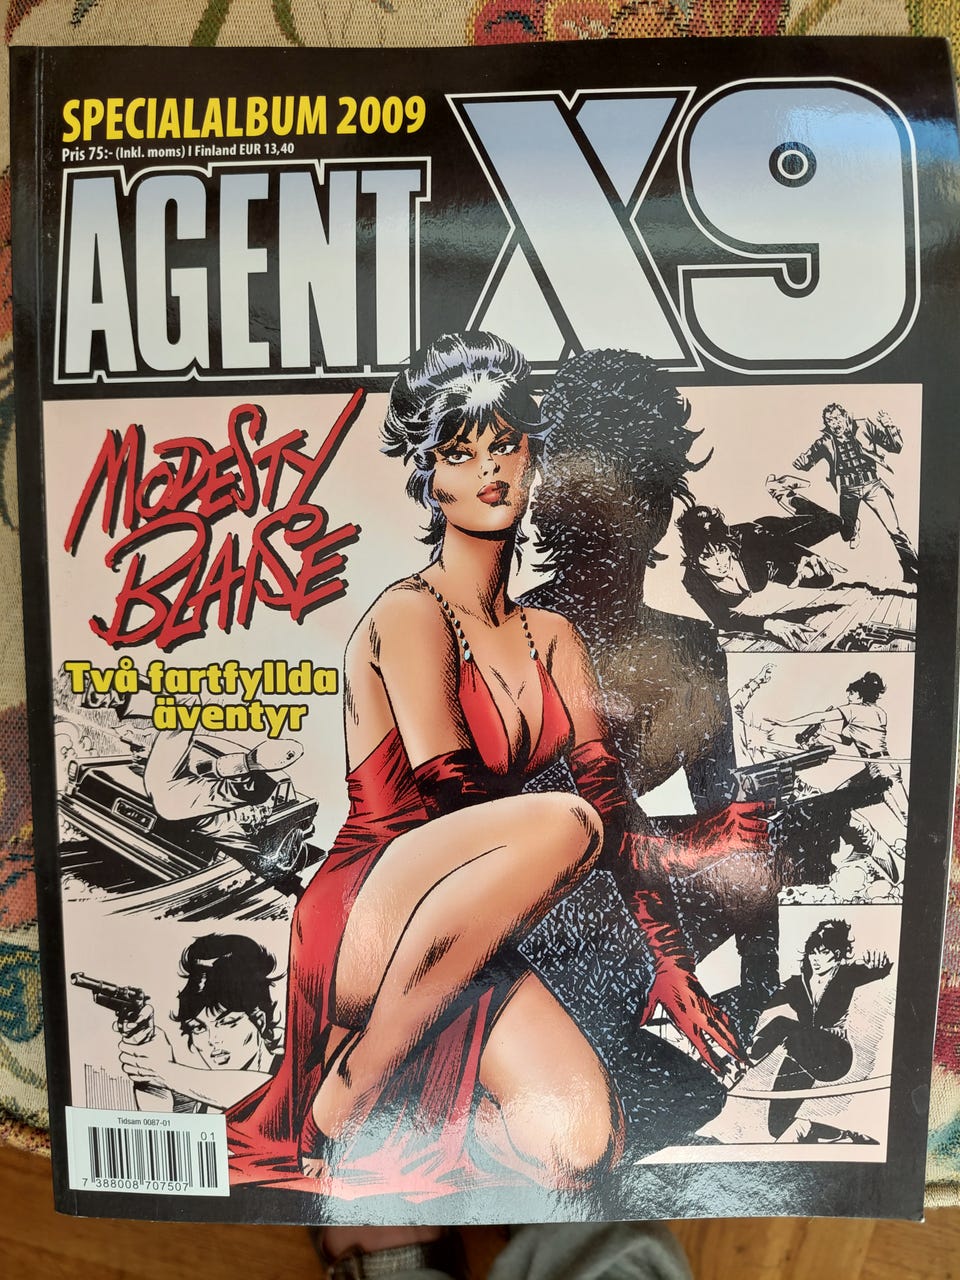 SPECIALALBUM 2009
Pris 75:- (Inkl. moms) I Finland EUR 13,40
AGENT X9
MODESTY
BLAISE
Två fartfyllda
äventyr
Tidsam 0087-01
01
7 388008 707507